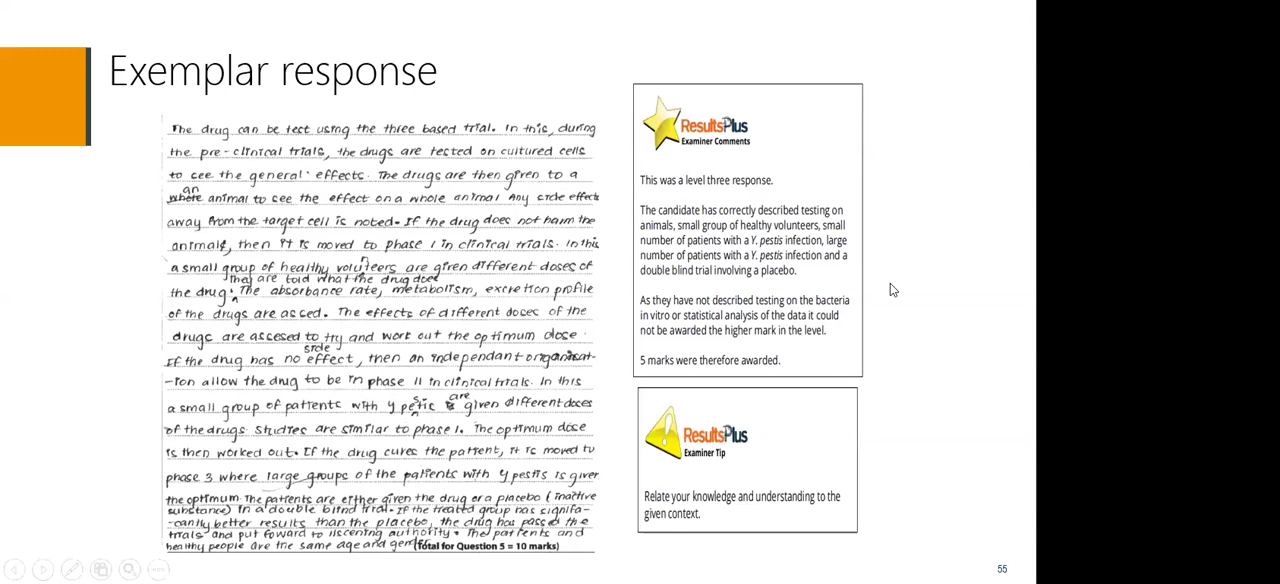 Exemplar response
The drug can be test using the three based trial. In this, during
the pre-clinical trials, the drugs are tested on cultured cells
to see the general effects. The drugs are then given to a
an
where animal to see the effect on a whole animal Any side effects
away from the target cell is noted. If the drug does not harm the
animals, then it is moved to phase 1 in clinical trials. In this
a small group of healthy volunteers are given different doses of
they are told what the drug does
the drug. The absorbance rate, metabolism, excretion profile
of the drugs are assed. The effects of different doses of the
drugs are accesed to try and work out the optimum dose.
side
If the drug has no effect, then an independant organisat-
-ion allow the drug to be in phase II in clinical trials. In this
s are
a small group of patients with y petic given different doses
of the drugs. Studies are similar to phase 1. The optimum dose
is then worked out. If the drug cures the patient, it is moved to
phase 3 where large groups of the patients with y pestis is given
the optimum. The patients are either given the drug or a placebo (inactive
substance) in a double blind trial. If the treated group has signifa-
-cantly better results than the placebo, the drug has passed the
trials and put foward to liscening authority. The patients and
healthy people are the same age and gender.
(Total for Question 5 = 10 marks)
ResultsPlus
Examiner Comments
This was a level three response.
The candidate has correctly described testing on
animals, small group of healthy volunteers, small
number of patients with a Y. pestis infection, large
number of patients with a Y. pestis infection and a
double blind trial involving a placebo.
As they have not described testing on the bacteria
in vitro or statistical analysis of the data it could
not be awarded the higher mark in the level.
5 marks were therefore awarded.
ResultsPlus
Examiner Tip
Relate your knowledge and understanding to the
given context.
55